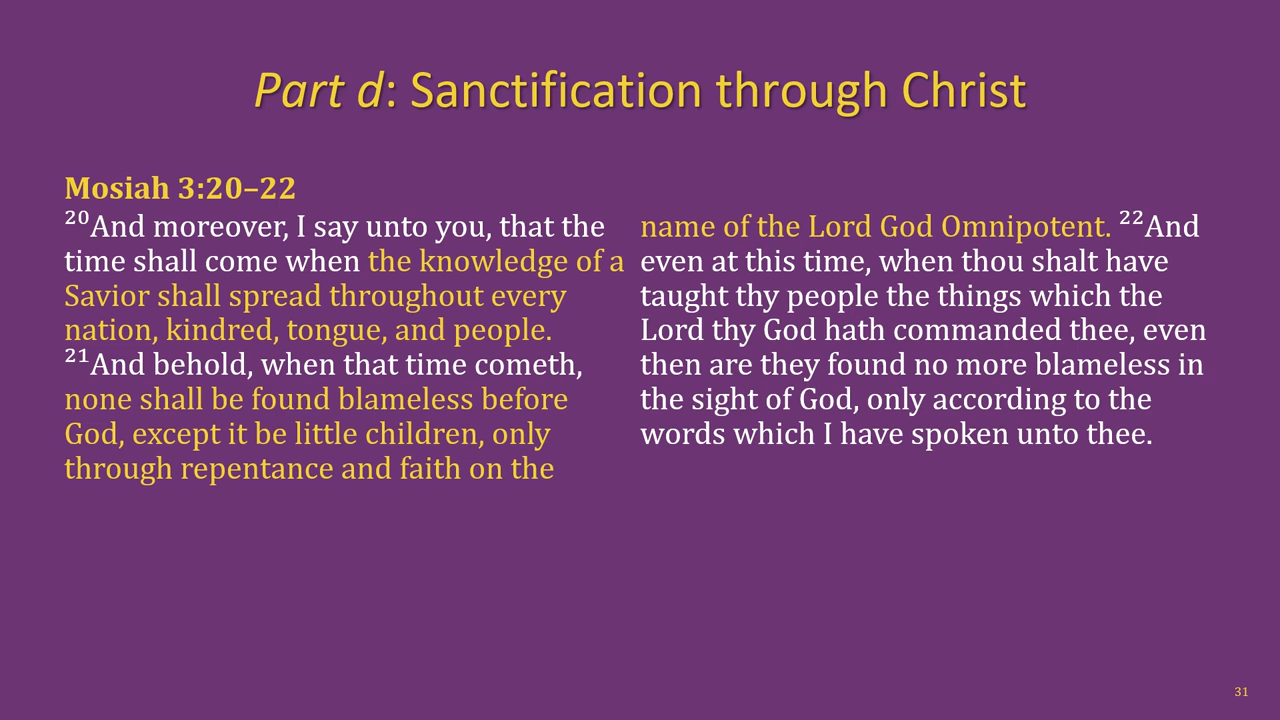 Part d: Sanctification through Christ
Mosiah 3:20–22
²⁰And moreover, I say unto you, that the
time shall come when the knowledge of a
Savior shall spread throughout every
nation, kindred, tongue, and people.
²¹And behold, when that time cometh,
none shall be found blameless before
God, except it be little children, only
through repentance and faith on the
name of the Lord God Omnipotent. ²²And
even at this time, when thou shalt have
taught thy people the things which the
Lord thy God hath commanded thee, even
then are they found no more blameless in
the sight of God, only according to the
words which I have spoken unto thee.
31